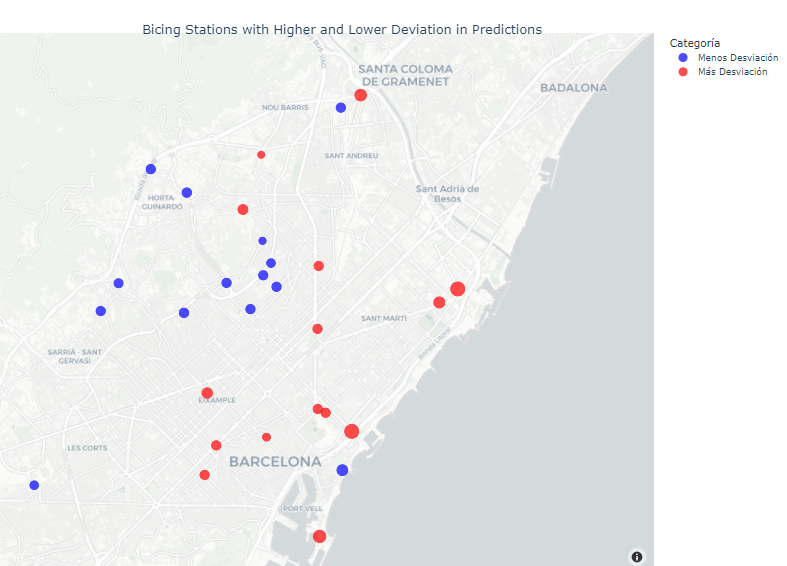 Bicing Stations with Higher and Lower Deviation in Predictions
Categoría
Menos Desviación
Más Desviación
SANTA COLOMA
DE GRAMENET
BADALONA
NOU BARRIS
SANT ANDREU
Sant Adrià de
Besòs
HORTA-
GUINARDÓ
SANT MARTÍ
Ronda Litoral
SARRIÀ - SANT
GERVASI
EIXAMPLE
LES CORTS
BARCELONA
PORT VELL